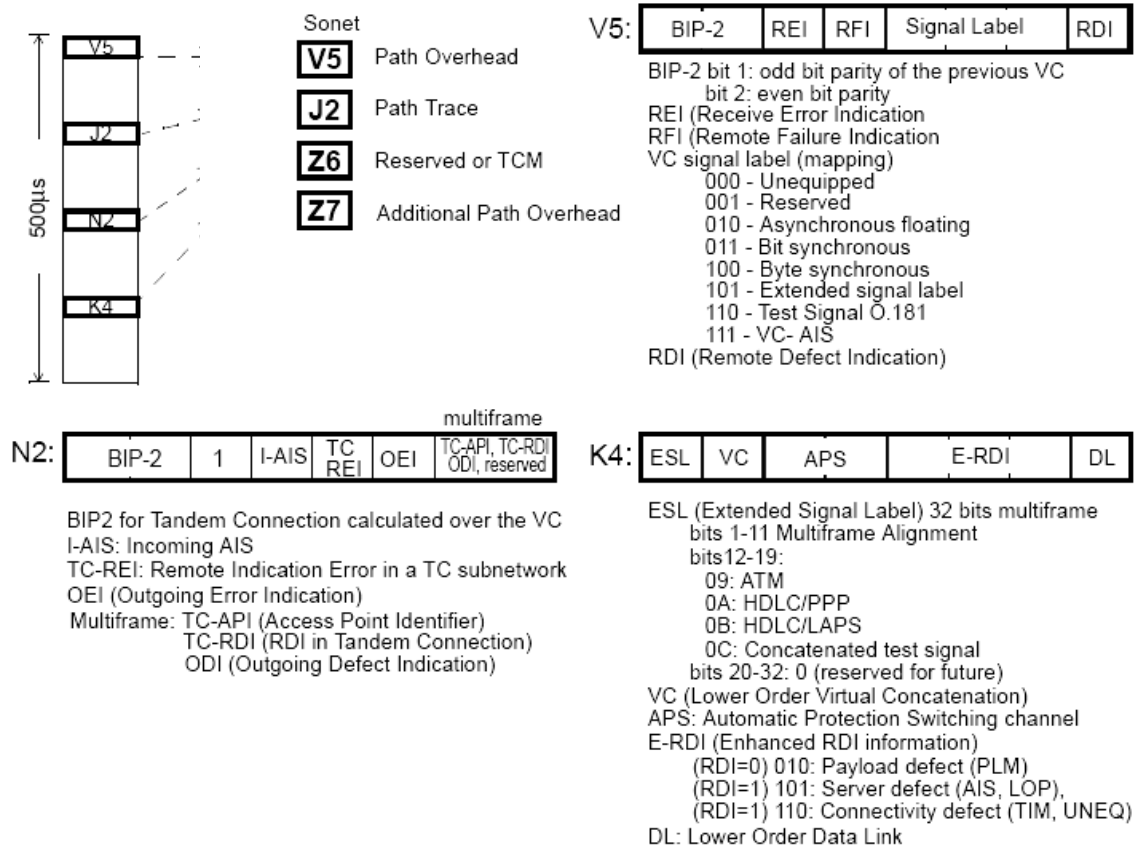 Sonet
V5
J2
N2
K4
500µs
V5 Path Overhead
J2 Path Trace
Z6 Reserved or TCM
Z7 Additional Path Overhead
V5: BIP-2 REI RFI Signal Label RDI
BIP-2 bit 1: odd bit parity of the previous VC
bit 2: even bit parity
REI (Receive Error Indication
RFI (Remote Failure Indication
VC signal label (mapping)
000 - Unequipped
001 - Reserved
010 - Asynchronous floating
011 - Bit synchronous
100 - Byte synchronous
101 - Extended signal label
110 - Test Signal O.181
111 - VC- AIS
RDI (Remote Defect Indication)
multiframe
N2: BIP-2 1 I-AIS TC REI OEI TC-API, TC-RDI ODI, reserved
BIP2 for Tandem Connection calculated over the VC
I-AIS: Incoming AIS
TC-REI: Remote Indication Error in a TC subnetwork
OEI (Outgoing Error Indication)
Multiframe: TC-API (Access Point Identifier)
TC-RDI (RDI in Tandem Connection)
ODI (Outgoing Defect Indication)
K4: ESL VC APS E-RDI DL
ESL (Extended Signal Label) 32 bits multiframe
bits 1-11 Multiframe Alignment
bits12-19:
09: ATM
0A: HDLC/PPP
0B: HDLC/LAPS
0C: Concatenated test signal
bits 20-32: 0 (reserved for future)
VC (Lower Order Virtual Concatenation)
APS: Automatic Protection Switching channel
E-RDI (Enhanced RDI information)
(RDI=0) 010: Payload defect (PLM)
(RDI=1) 101: Server defect (AIS, LOP),
(RDI=1) 110: Connectivity defect (TIM, UNEQ)
DL: Lower Order Data Link